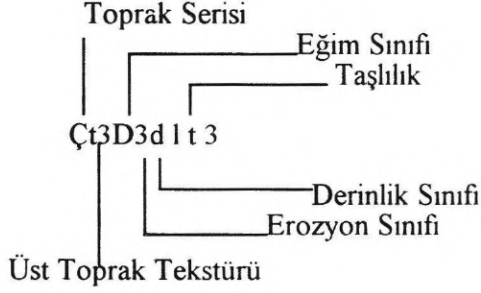 Toprak Serisi
Eğim Sınıfı
Taşlılık
Çt3D3d1t3
Derinlik Sınıfı
Erozyon Sınıfı
Üst Toprak Tekstürü